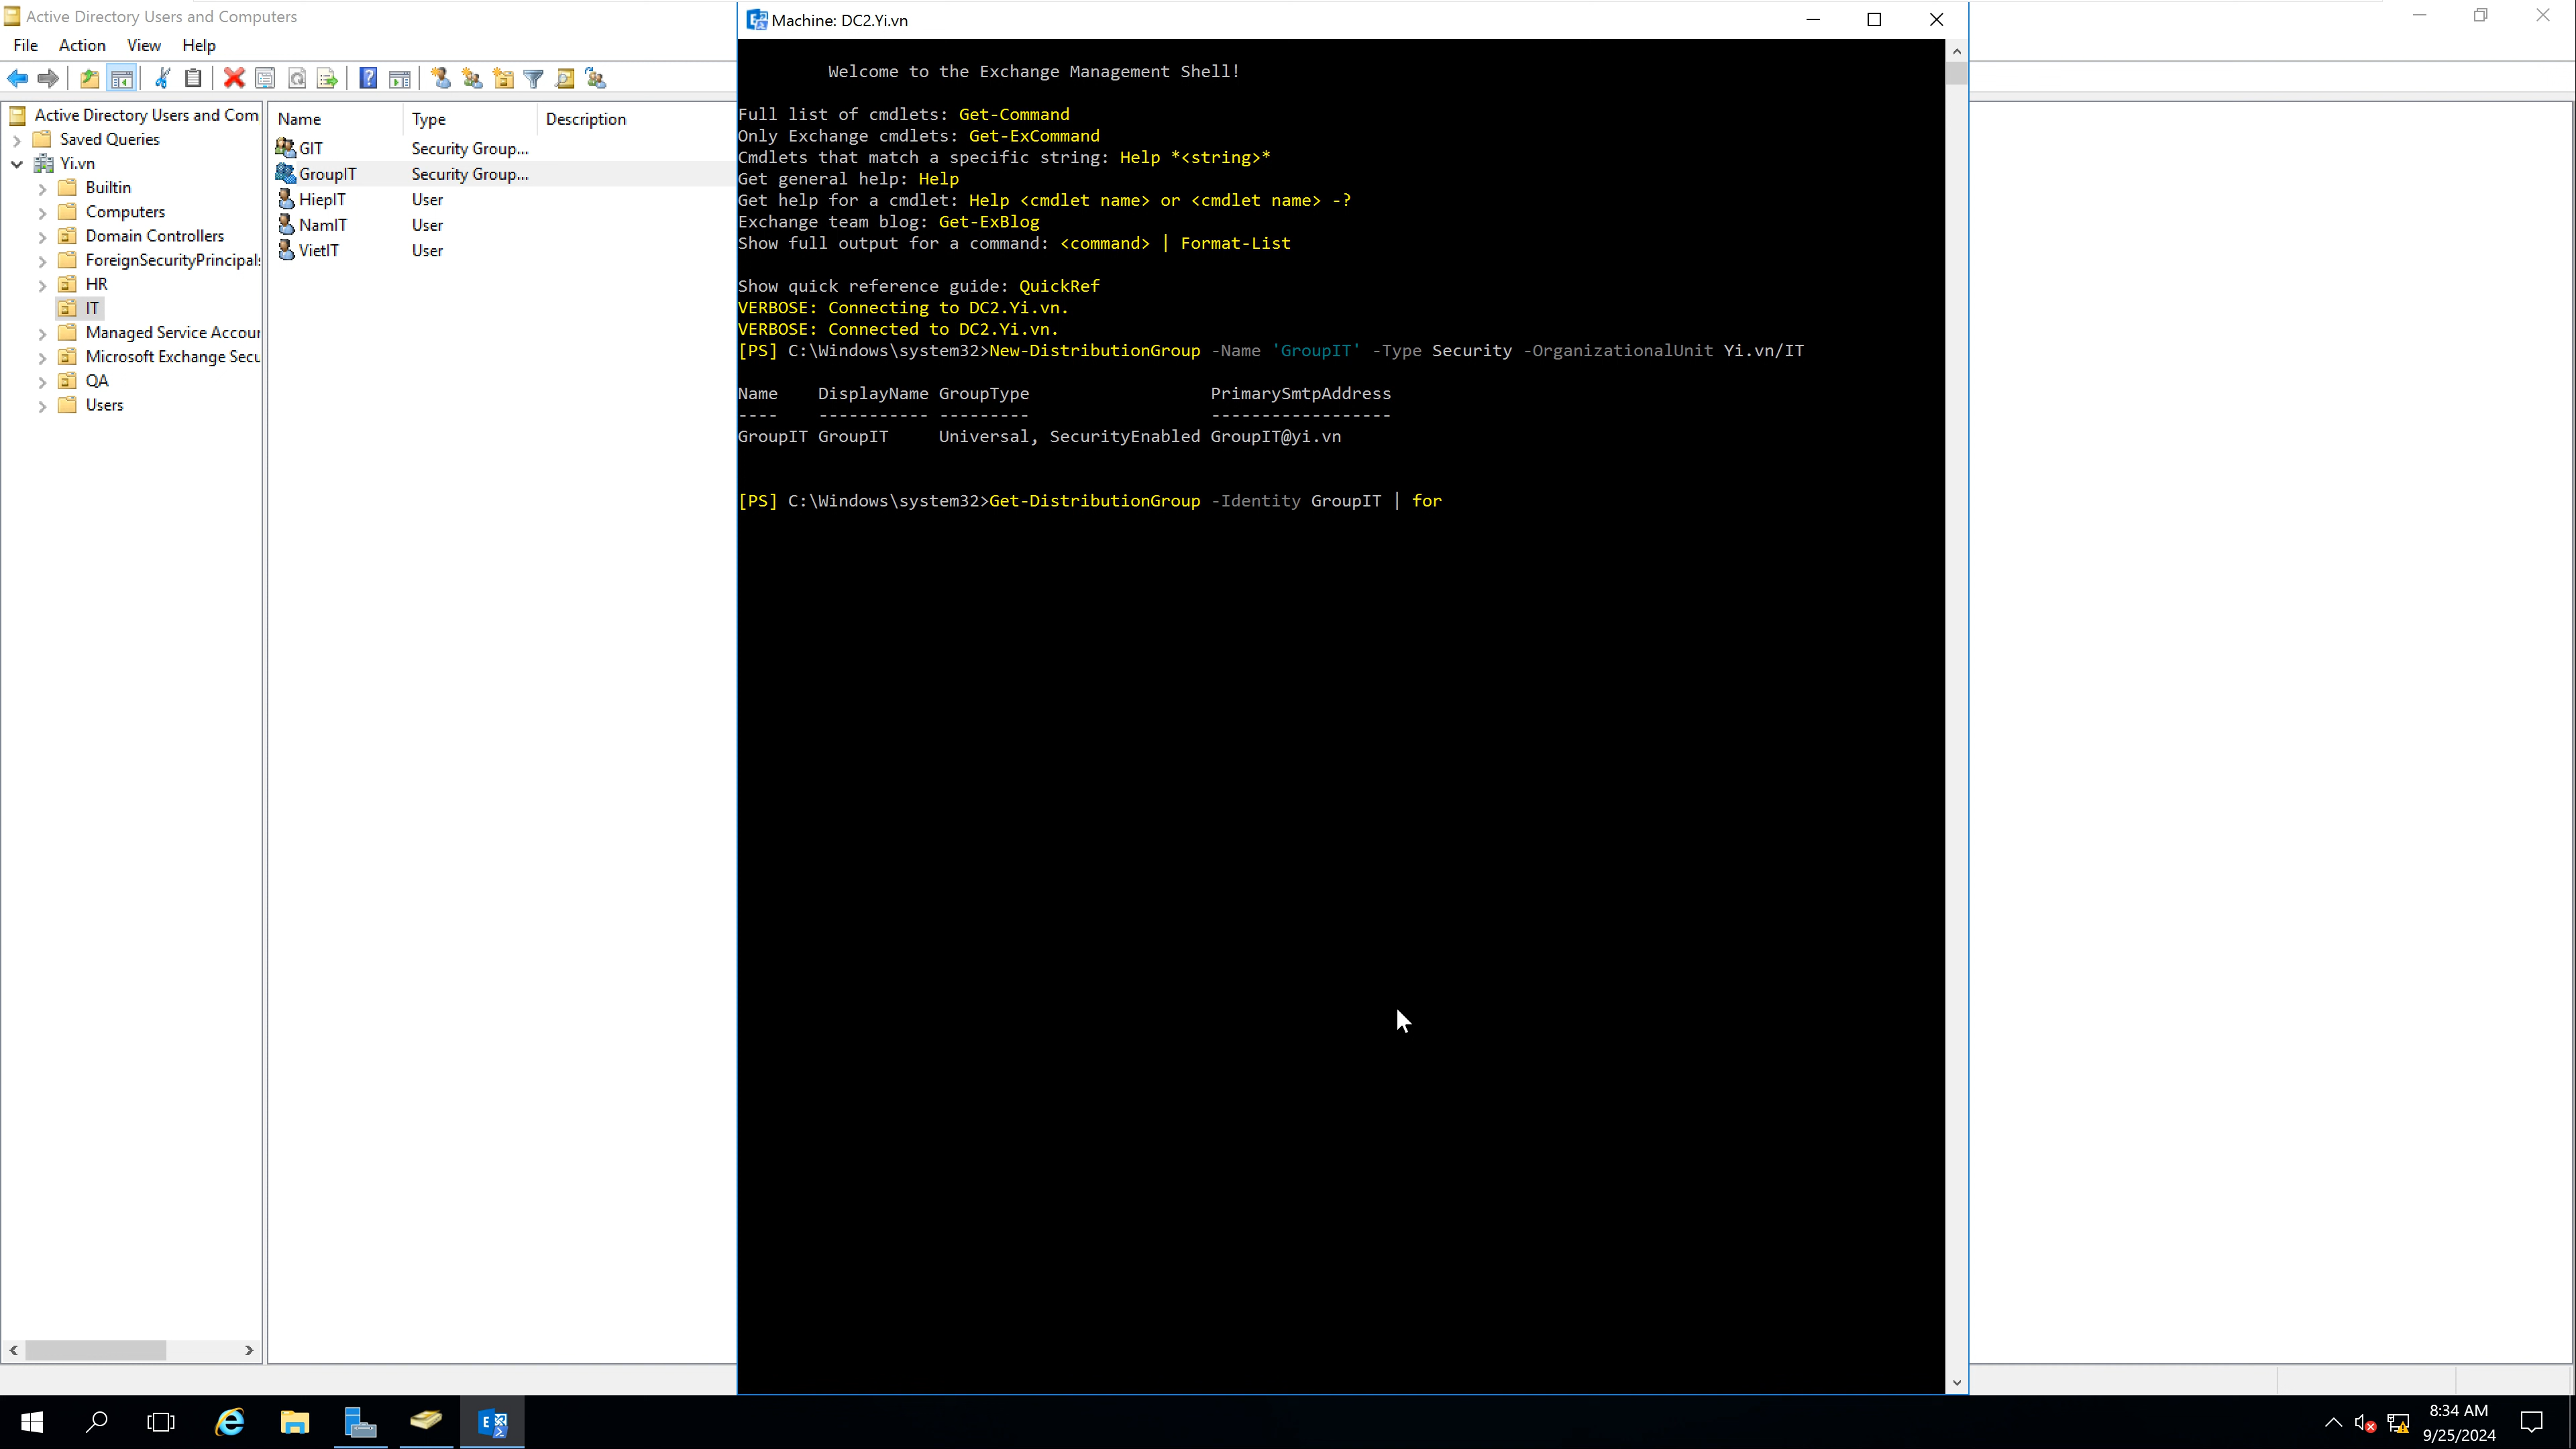 Active Directory Users and Computers
File Action View Help
Active Directory Users and Com
Saved Queries
Yi.vn
Builtin
Computers
Domain Controllers
ForeignSecurityPrincipals
HR
IT
Managed Service Accour
Microsoft Exchange Secu
QA
Users
Name Type Description
GIT Security Group...
GroupIT Security Group...
HiepIT User
NamIT User
VietIT User
Machine: DC2.Yi.vn
Welcome to the Exchange Management Shell!
Full list of cmdlets: Get-Command
Only Exchange cmdlets: Get-ExCommand
Cmdlets that match a specific string: Help *<string>*
Get general help: Help
Get help for a cmdlet: Help <cmdlet name> or <cmdlet name> -?
Exchange team blog: Get-ExBlog
Show full output for a command: <command> | Format-List
Show quick reference guide: QuickRef
VERBOSE: Connecting to DC2.Yi.vn.
VERBOSE: Connected to DC2.Yi.vn.
[PS] C:\Windows\system32>New-DistributionGroup -Name 'GroupIT' -Type Security -OrganizationalUnit Yi.vn/IT
Name DisplayName GroupType PrimarySmtpAddress
---- ----------- --------- ------------------
GroupIT GroupIT Universal, SecurityEnabled GroupIT@yi.vn
[PS] C:\Windows\system32>Get-DistributionGroup -Identity GroupIT | for
8:34 AM
9/25/2024